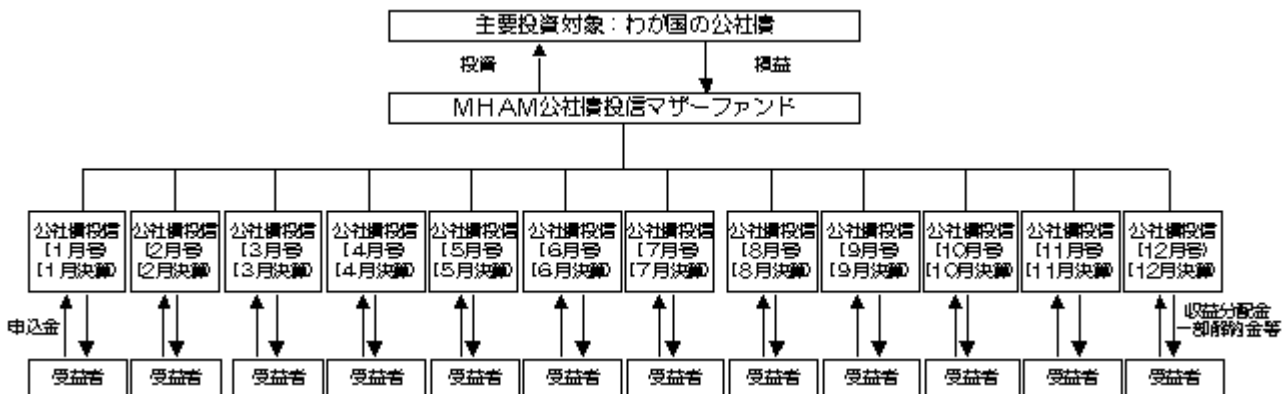 主要投資対象：わが国の公社債
投資
損益
MHAM公社債投信マザーファンド
公社債投信
[1月号]
[1月決算]
公社債投信
[2月号]
[2月決算]
公社債投信
[3月号]
[3月決算]
公社債投信
[4月号]
[4月決算]
公社債投信
[5月号]
[5月決算]
公社債投信
[6月号]
[6月決算]
公社債投信
[7月号]
[7月決算]
公社債投信
[8月号]
[8月決算]
公社債投信
[9月号]
[9月決算]
公社債投信
[10月号]
[10月決算]
公社債投信
[11月号]
[11月決算]
公社債投信
[12月号]
[12月決算]
申込金
収益分配金
一部解約金等
受益者
受益者
受益者
受益者
受益者
受益者
受益者
受益者
受益者
受益者
受益者
受益者